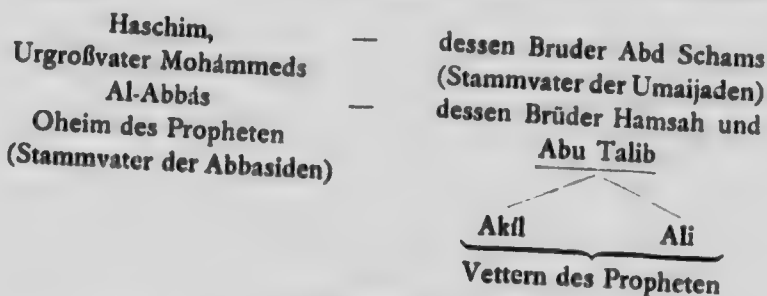 Haschim, — dessen Bruder Abd Schams
Urgroßvater Mohámmeds (Stammvater der Umaijaden)
Al-Abbás — dessen Brüder Hamsah und
Oheim des Propheten Abu Talib
(Stammvater der Abbasiden)
Akíl Ali
Vettern des Propheten